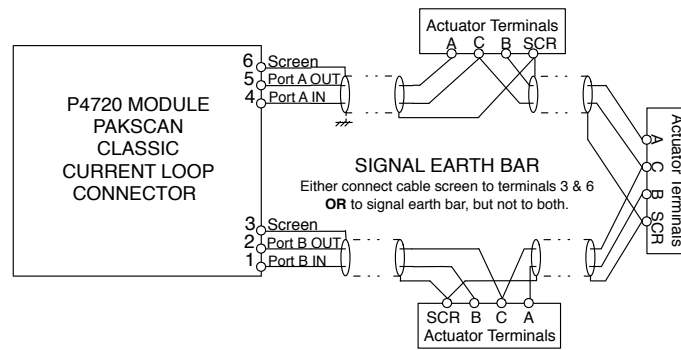 Actuator Terminals
A C B SCR
6 Screen
5 Port A OUT
4 Port A IN
P4720 MODULE
PAKSCAN
CLASSIC
CURRENT LOOP
CONNECTOR
SIGNAL EARTH BAR
Either connect cable screen to terminals 3 & 6
OR to signal earth bar, but not to both.
A C B SCR
Actuator Terminals
3 Screen
2 Port B OUT
1 Port B IN
SCR B C A
Actuator Terminals